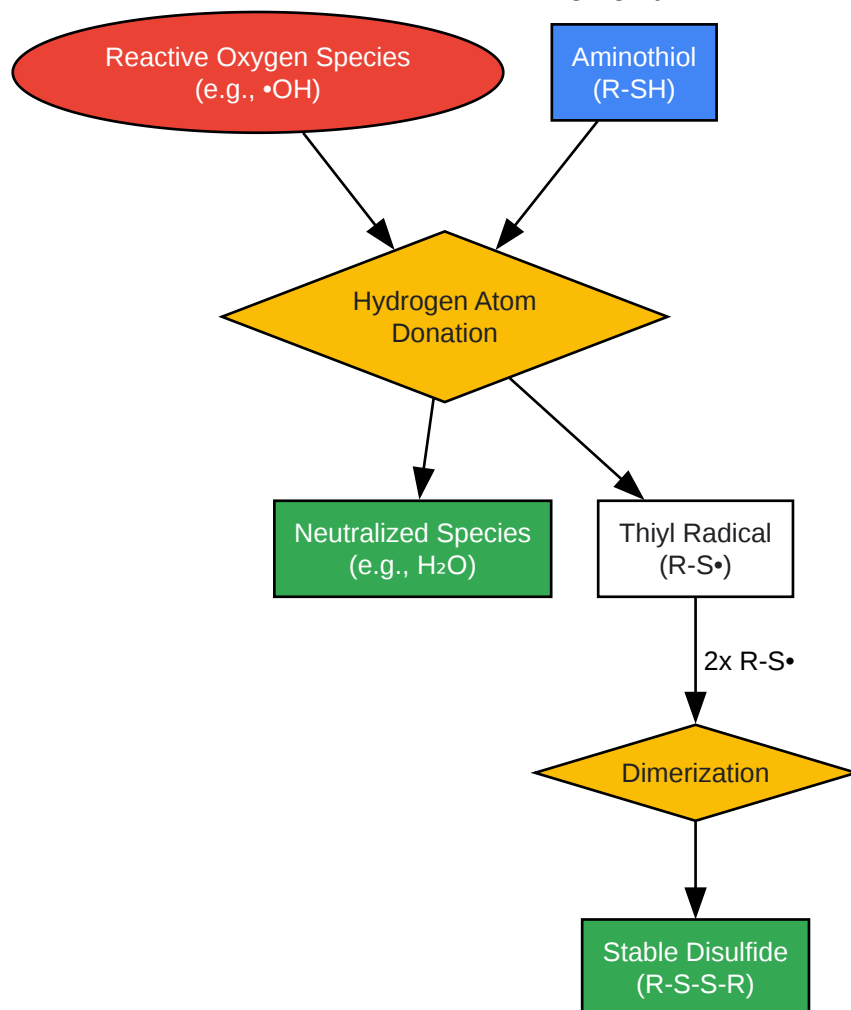 Reactive Oxygen Species
(e.g., •OH)
Aminothiol
(R-SH)
Hydrogen Atom
Donation
Neutralized Species
(e.g., H₂O)
Thiyl Radical
(R-S•)
2x R-S•
Dimerization
Stable Disulfide
(R-S-S-R)